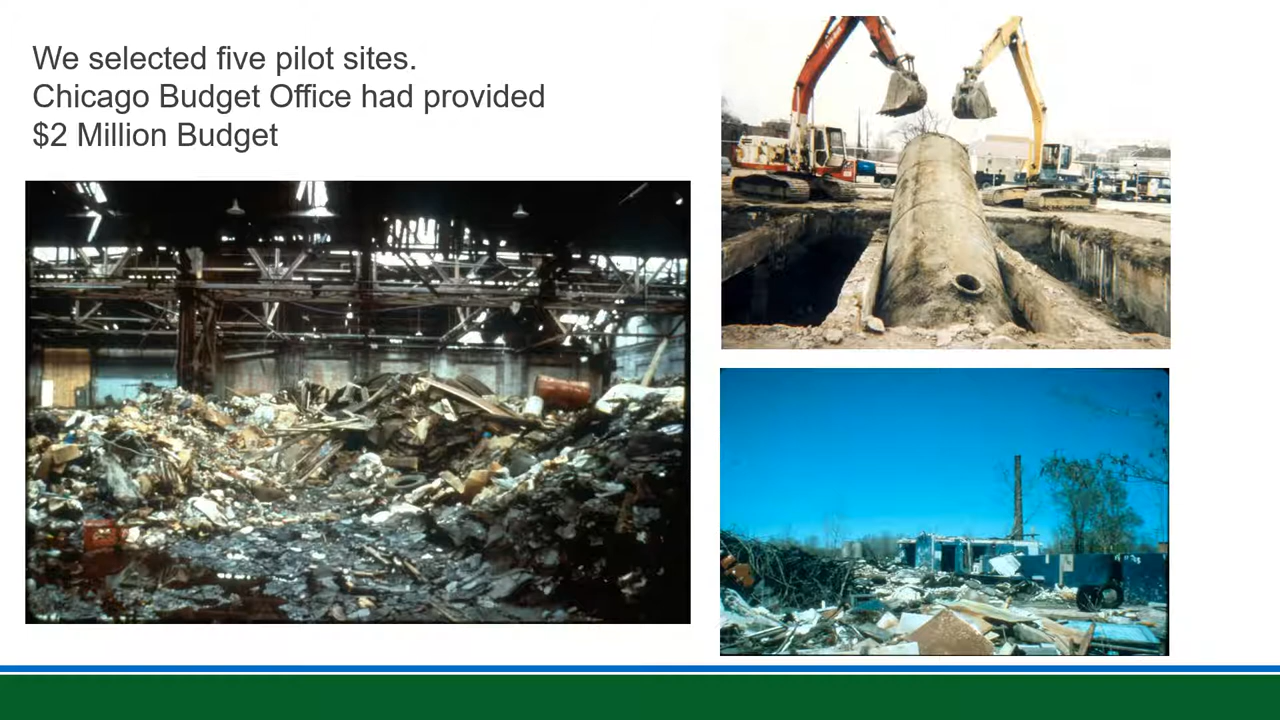 We selected five pilot sites.
Chicago Budget Office had provided
$2 Million Budget